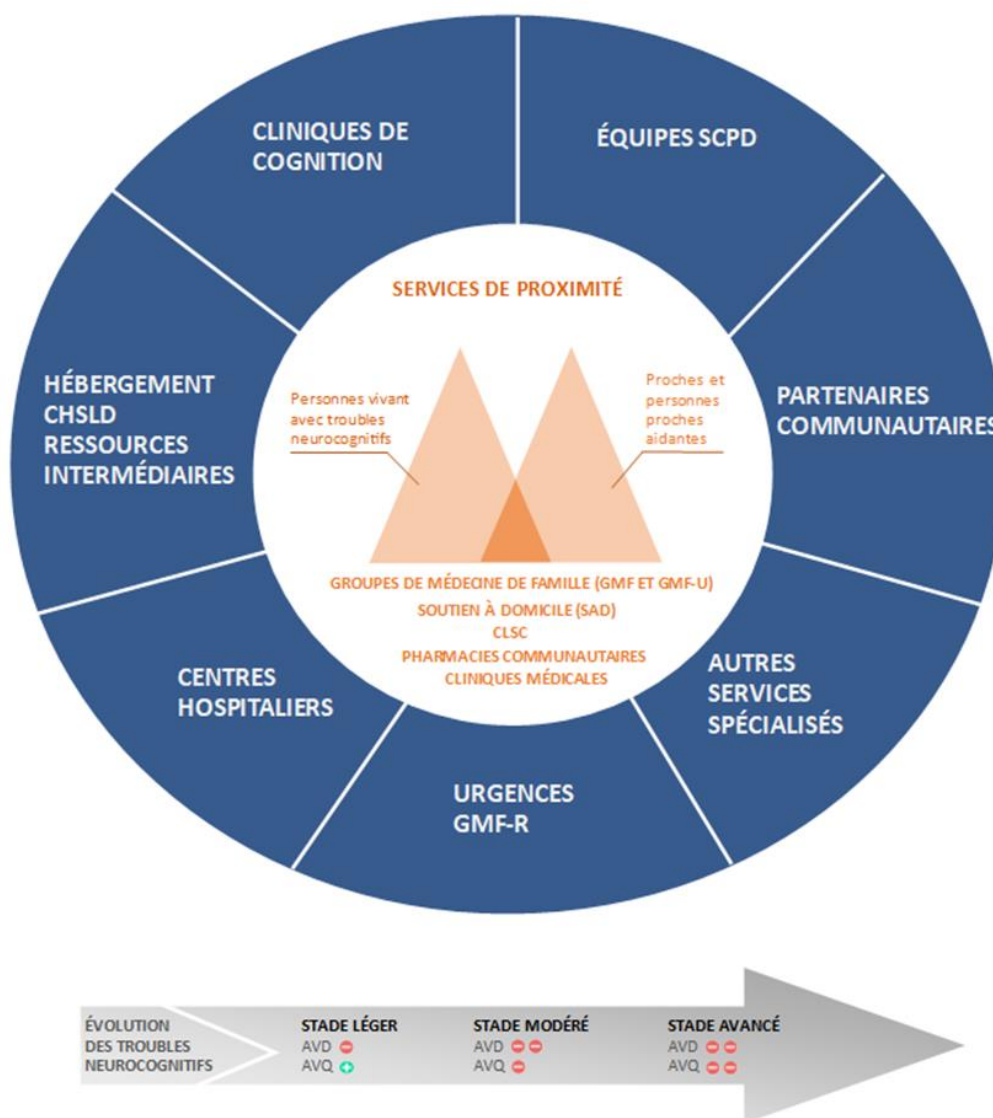 CLINIQUES DE
COGNITION
ÉQUIPES SCPD
SERVICES DE PROXIMITÉ
HÉBERGEMENT
CHSLD
RESSOURCES
INTERMÉDIAIRES
Personnes vivant
avec troubles
neurocognitifs
Proches et
personnes
proches
aidantes
PARTENAIRES
COMMUNAUTAIRES
GROUPES DE MÉDECINE DE FAMILLE (GMF ET GMF-U)
SOUTIEN À DOMICILE (SAD)
CLSC
PHARMACIES COMMUNAUTAIRES
CLINIQUES MÉDICALES
CENTRES
HOSPITALIERS
AUTRES
SERVICES
SPÉCIALISÉS
URGENCES
GMF-R
ÉVOLUTION
DES TROUBLES
NEUROCOGNITIFS
STADE LÉGER
AVD
AVQ
STADE MODÉRÉ
AVD
AVQ
STADE AVANCÉ
AVD
AVQ